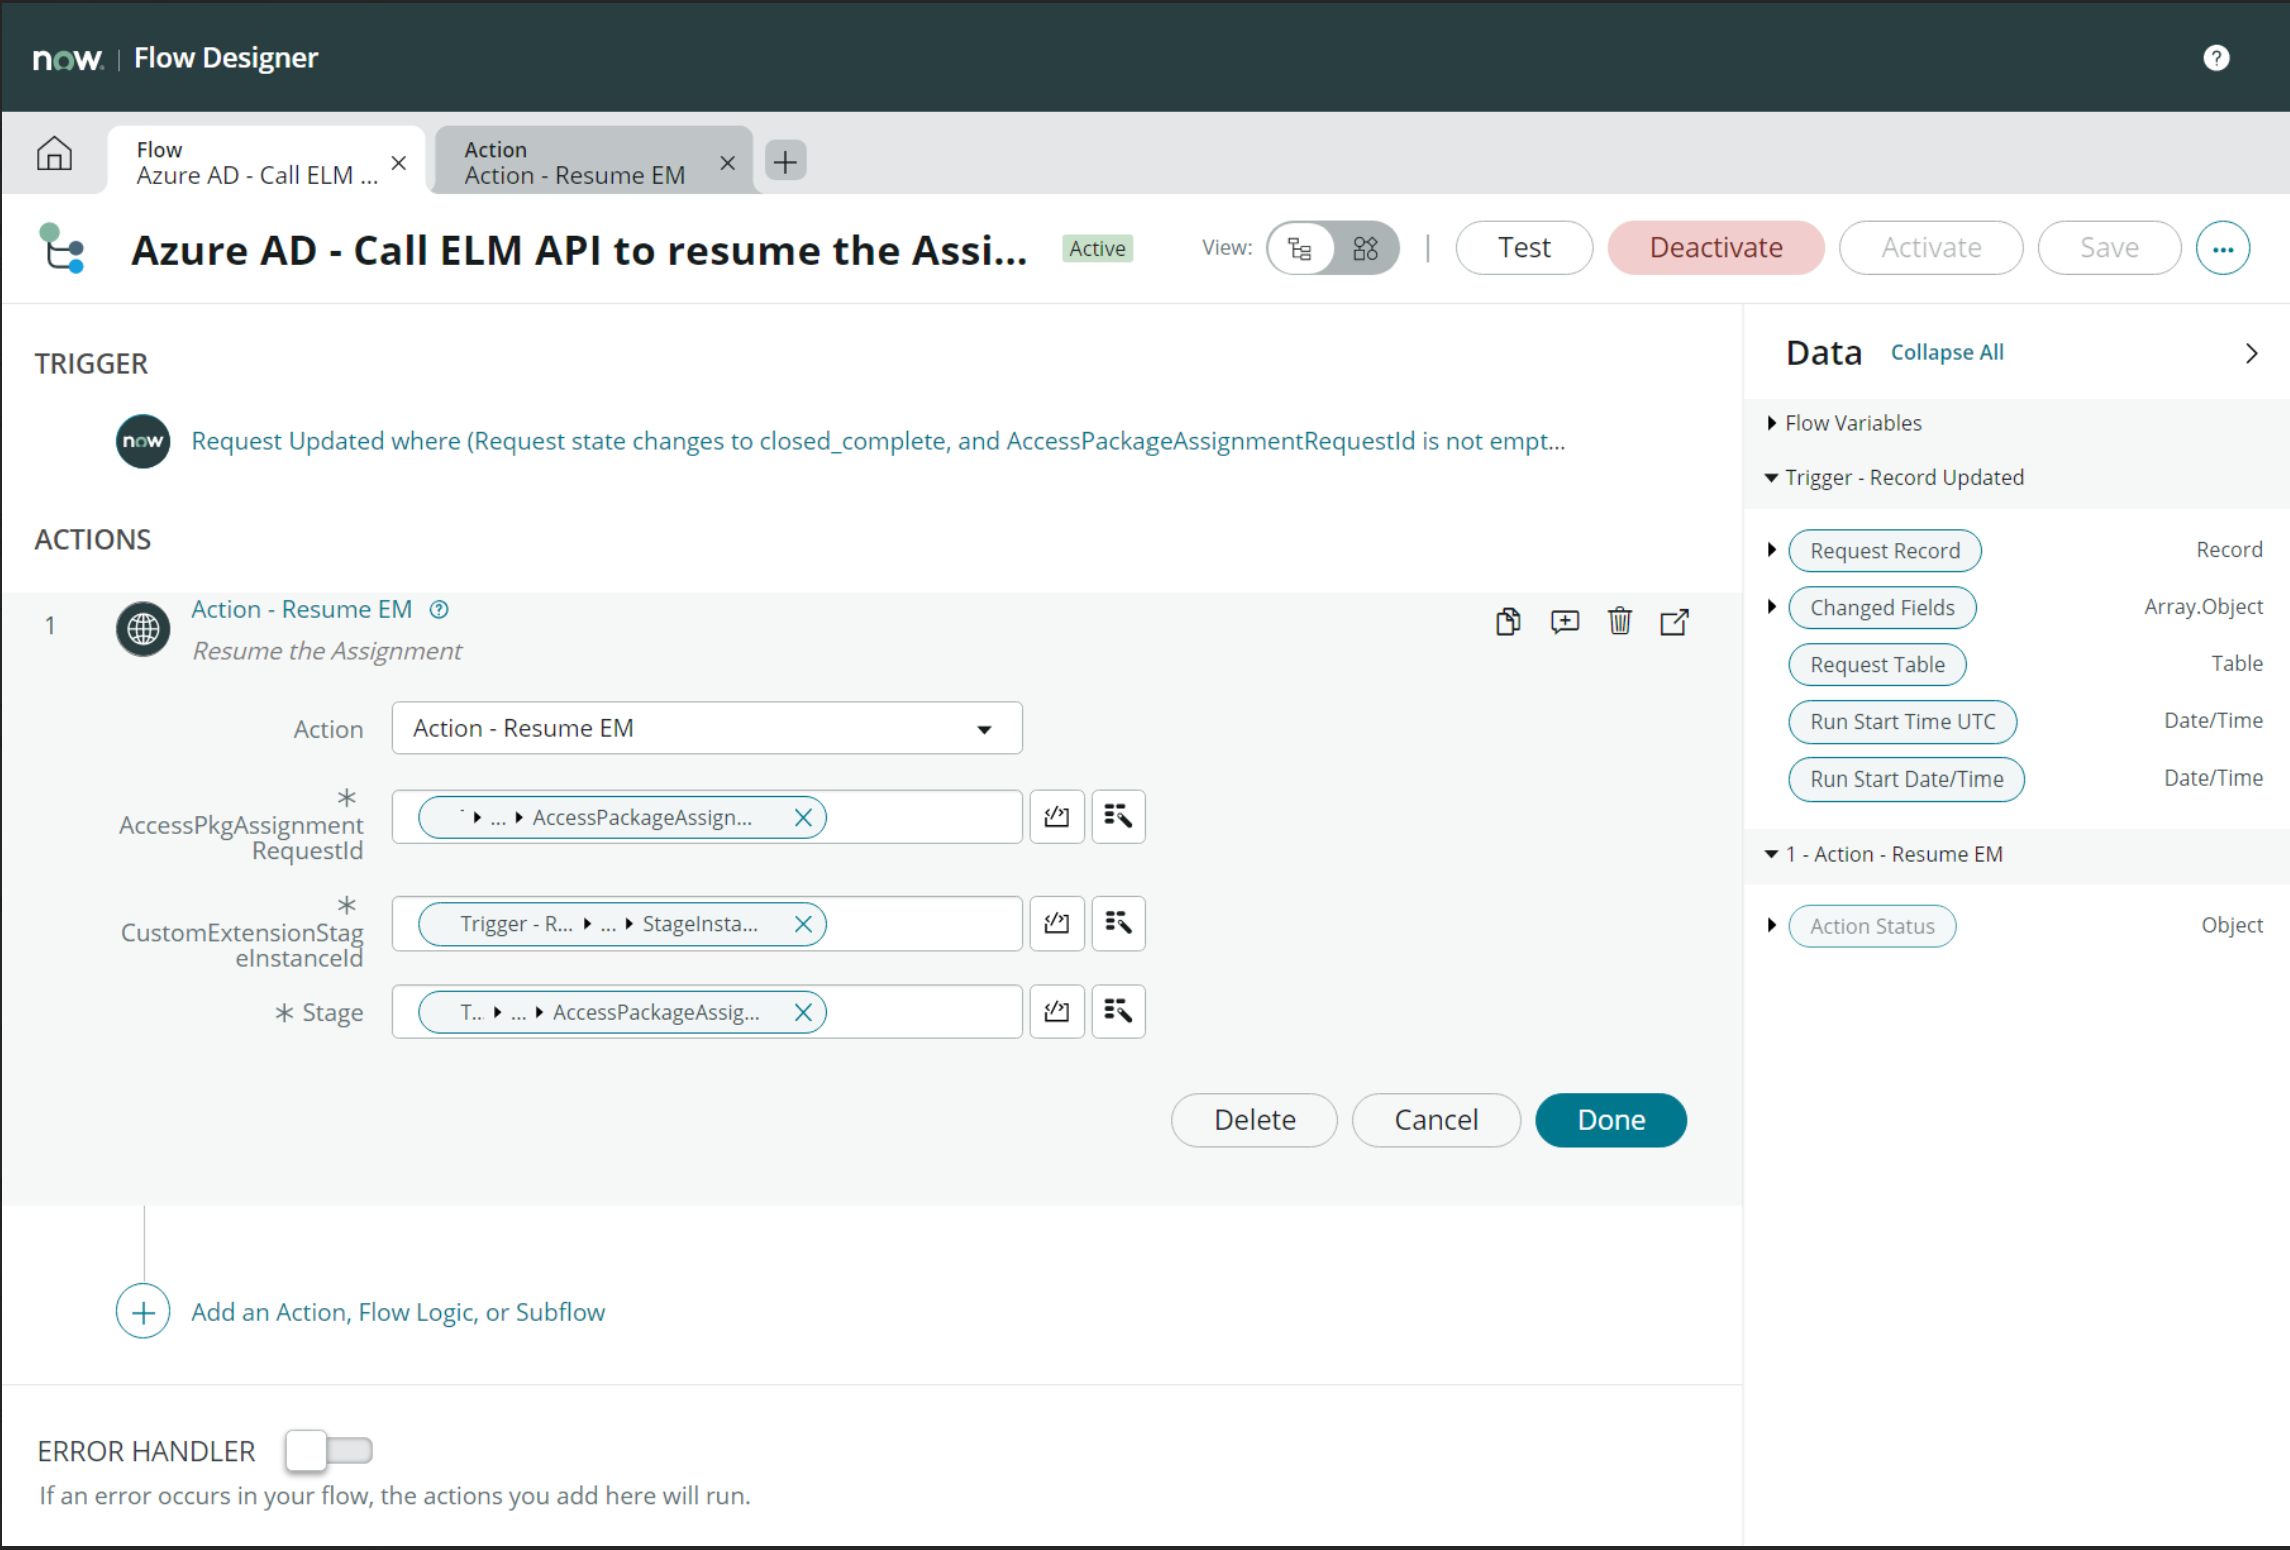 now. | Flow Designer
?
Flow
Azure AD - Call ELM ...
Action
Action - Resume EM
Azure AD - Call ELM API to resume the Assi...
Active
View:
Test
Deactivate
Activate
Save
...
TRIGGER
now
Request Updated where (Request state changes to closed_complete, and AccessPackageAssignmentRequestId is not empt...
ACTIONS
1
Action - Resume EM
Resume the Assignment
Action
Action - Resume EM
* AccessPkgAssignment
RequestId
... AccessPackageAssign...
* CustomExtensionStag
eInstanceId
Trigger - R... ... StageInsta...
* Stage
T... ... AccessPackageAssig...
Delete
Cancel
Done
Add an Action, Flow Logic, or Subflow
ERROR HANDLER
If an error occurs in your flow, the actions you add here will run.
Data
Collapse All
Flow Variables
Trigger - Record Updated
Request Record
Record
Changed Fields
Array.Object
Request Table
Table
Run Start Time UTC
Date/Time
Run Start Date/Time
Date/Time
1 - Action - Resume EM
Action Status
Object